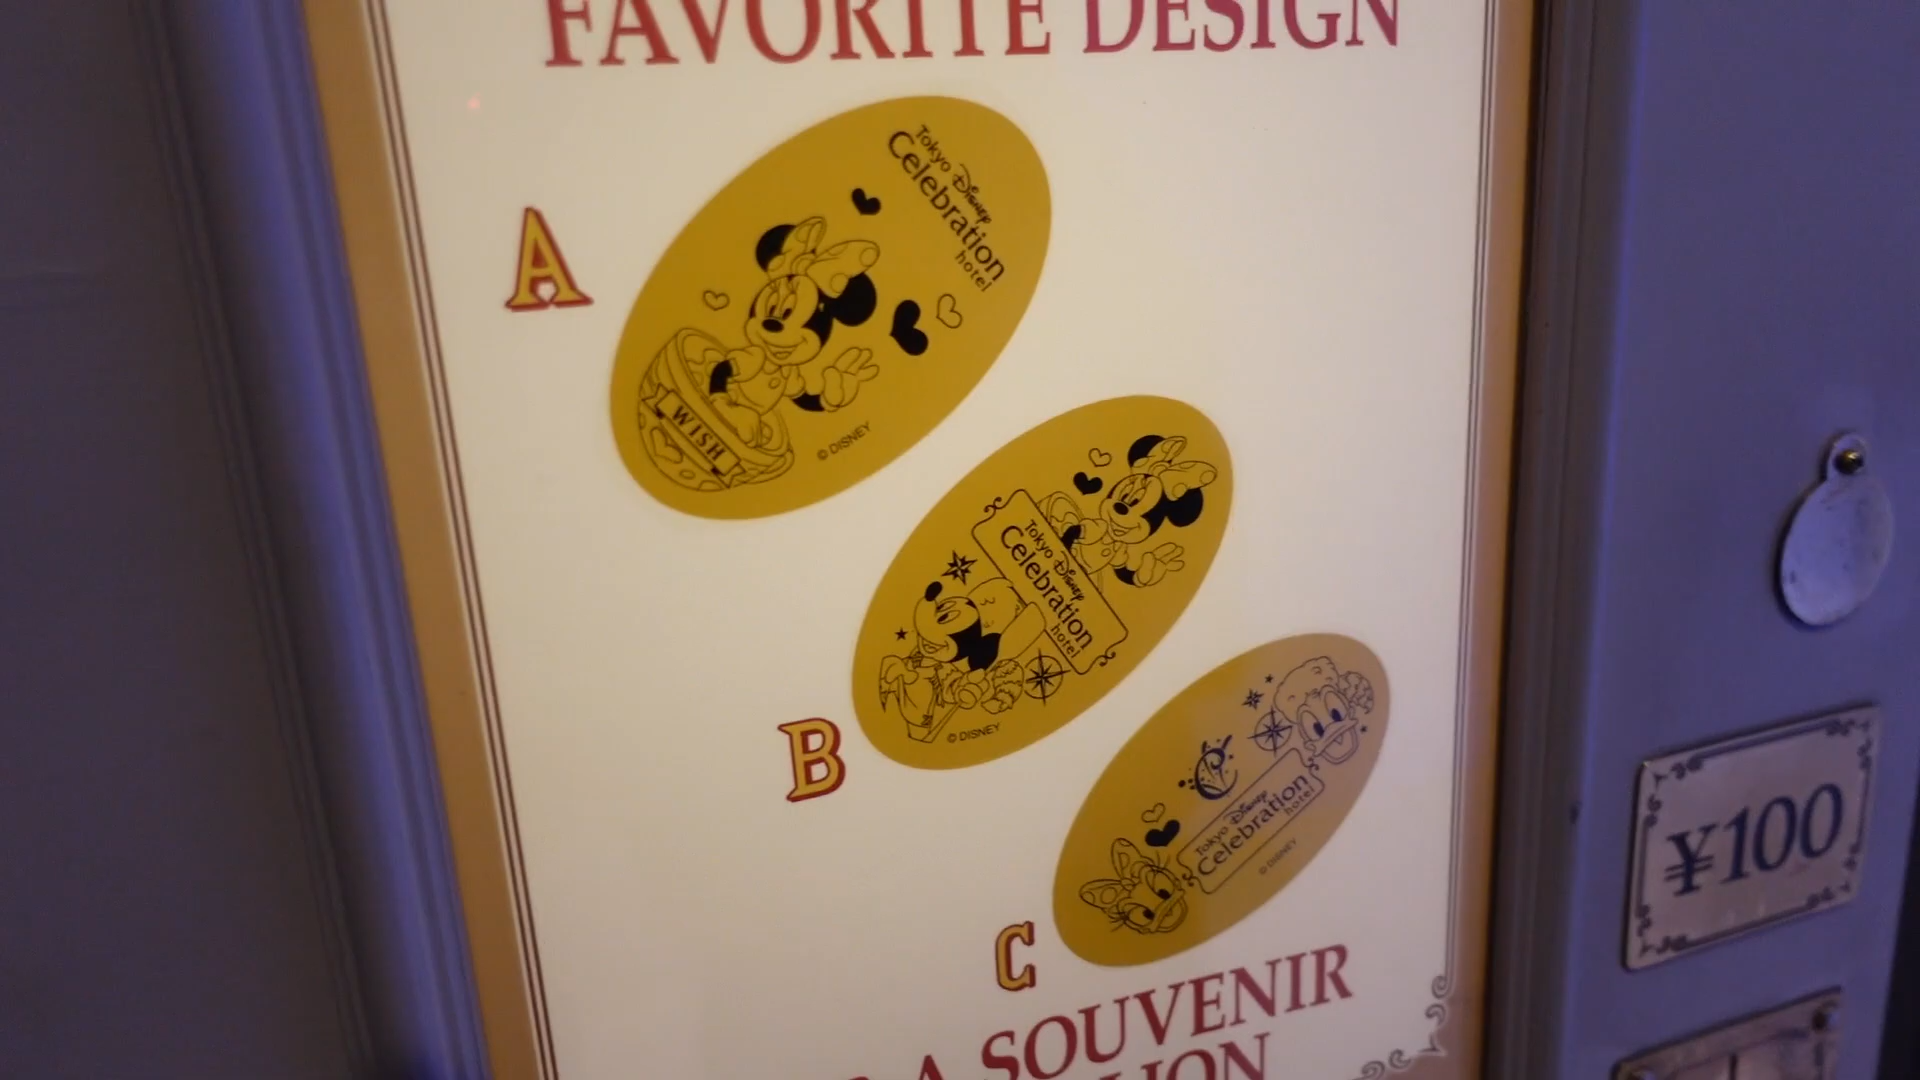 FAVORITE DESIGN
A
Tokyo Disney
Celebration
hotel
WISH
© DISNEY
B
Tokyo Disney
Celebration
hotel
© DISNEY
C
Tokyo Disney
Celebration
hotel
© DISNEY
¥100
A SOUVENIR